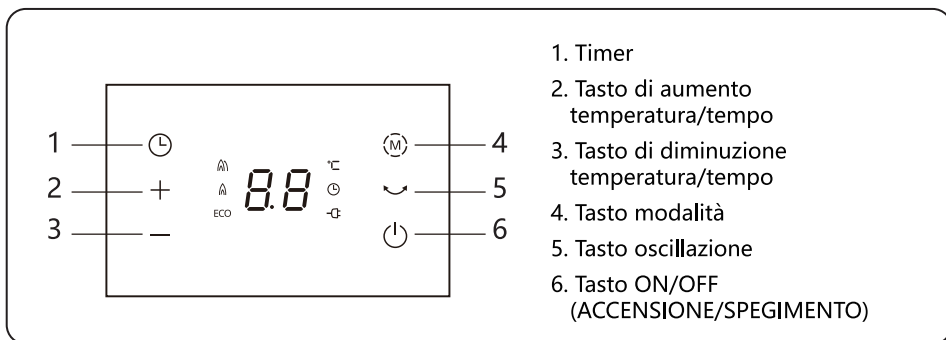 1. Timer
2. Tasto di aumento
temperatura/tempo
3. Tasto di diminuzione
temperatura/tempo
4. Tasto modalità
5. Tasto oscillazione
6. Tasto ON/OFF
(ACCENSIONE/SPEGIMENTO)
1
2
3
ECO
8.8
°C
M
4
5
6